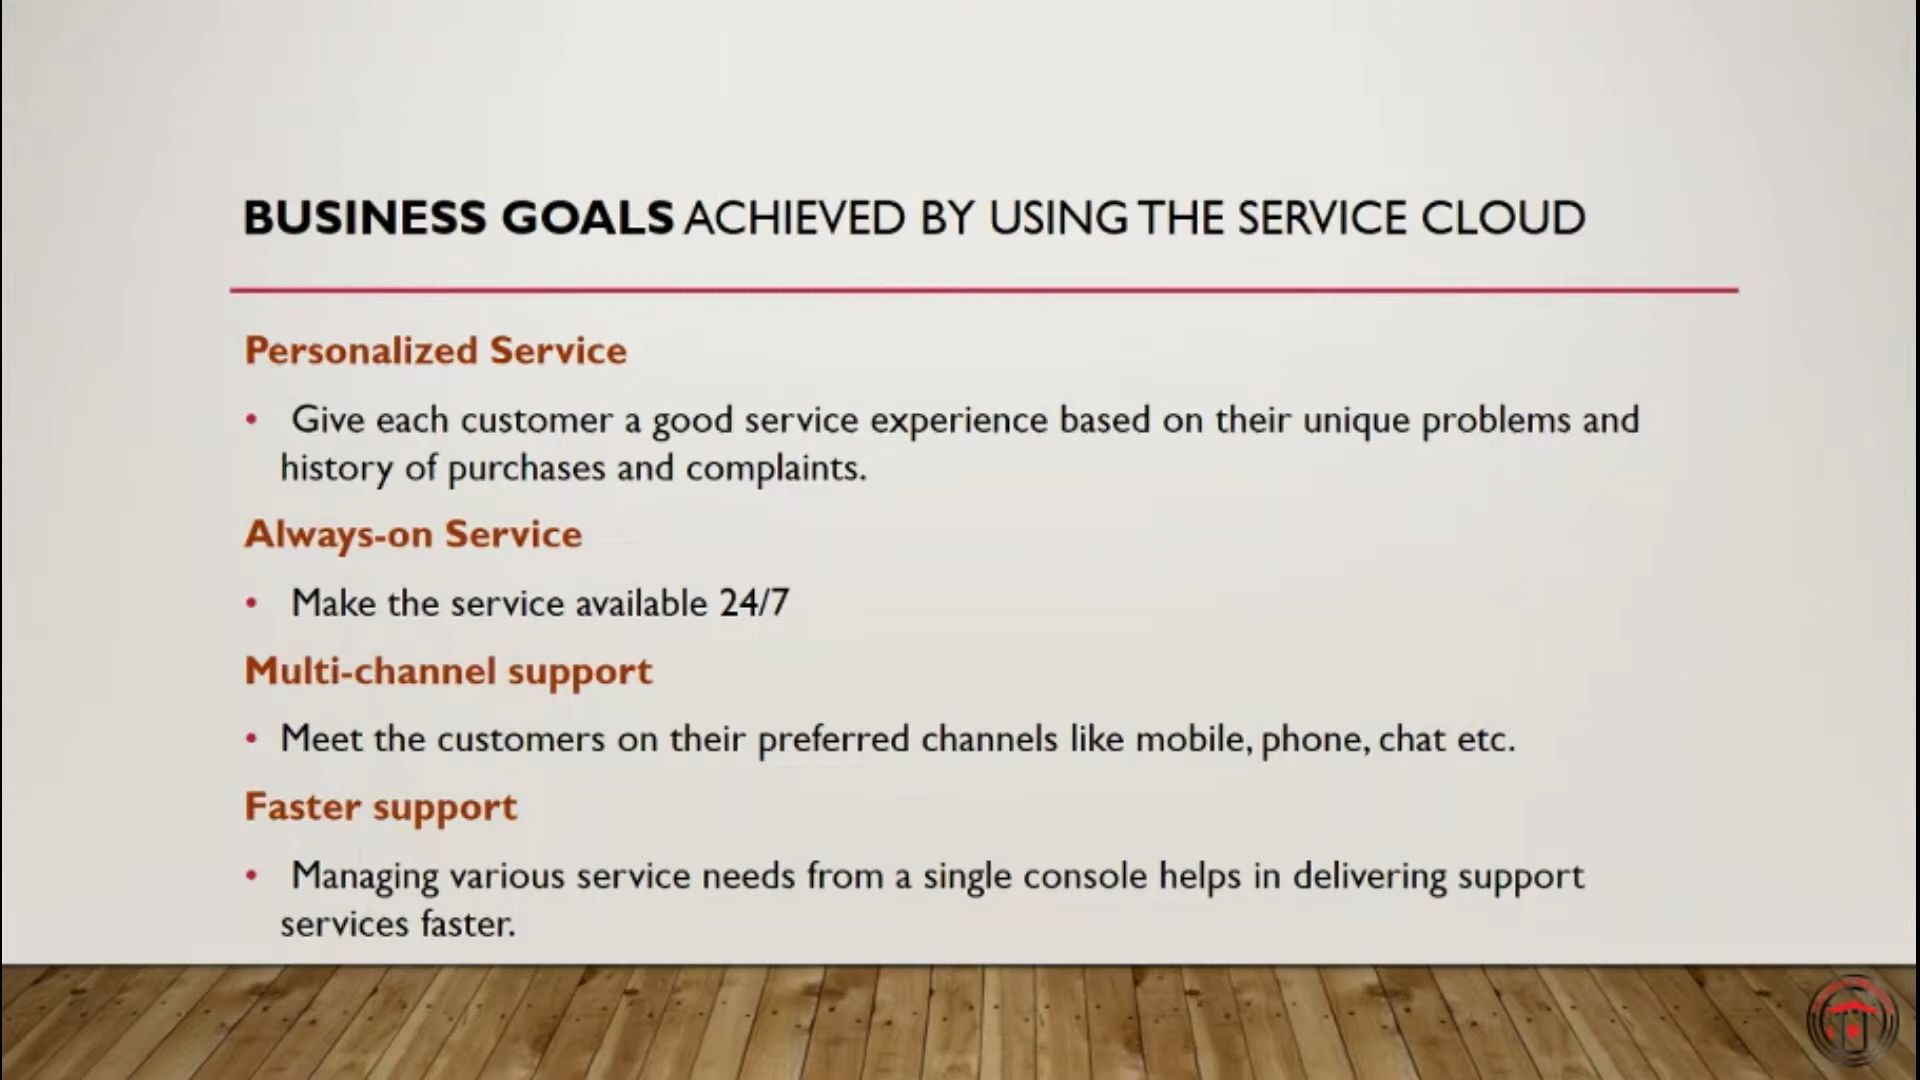 BUSINESS GOALS ACHIEVED BY USING THE SERVICE CLOUD
Personalized Service
• Give each customer a good service experience based on their unique problems and
history of purchases and complaints.
Always-on Service
• Make the service available 24/7
Multi-channel support
• Meet the customers on their preferred channels like mobile, phone, chat etc.
Faster support
• Managing various service needs from a single console helps in delivering support
services faster.